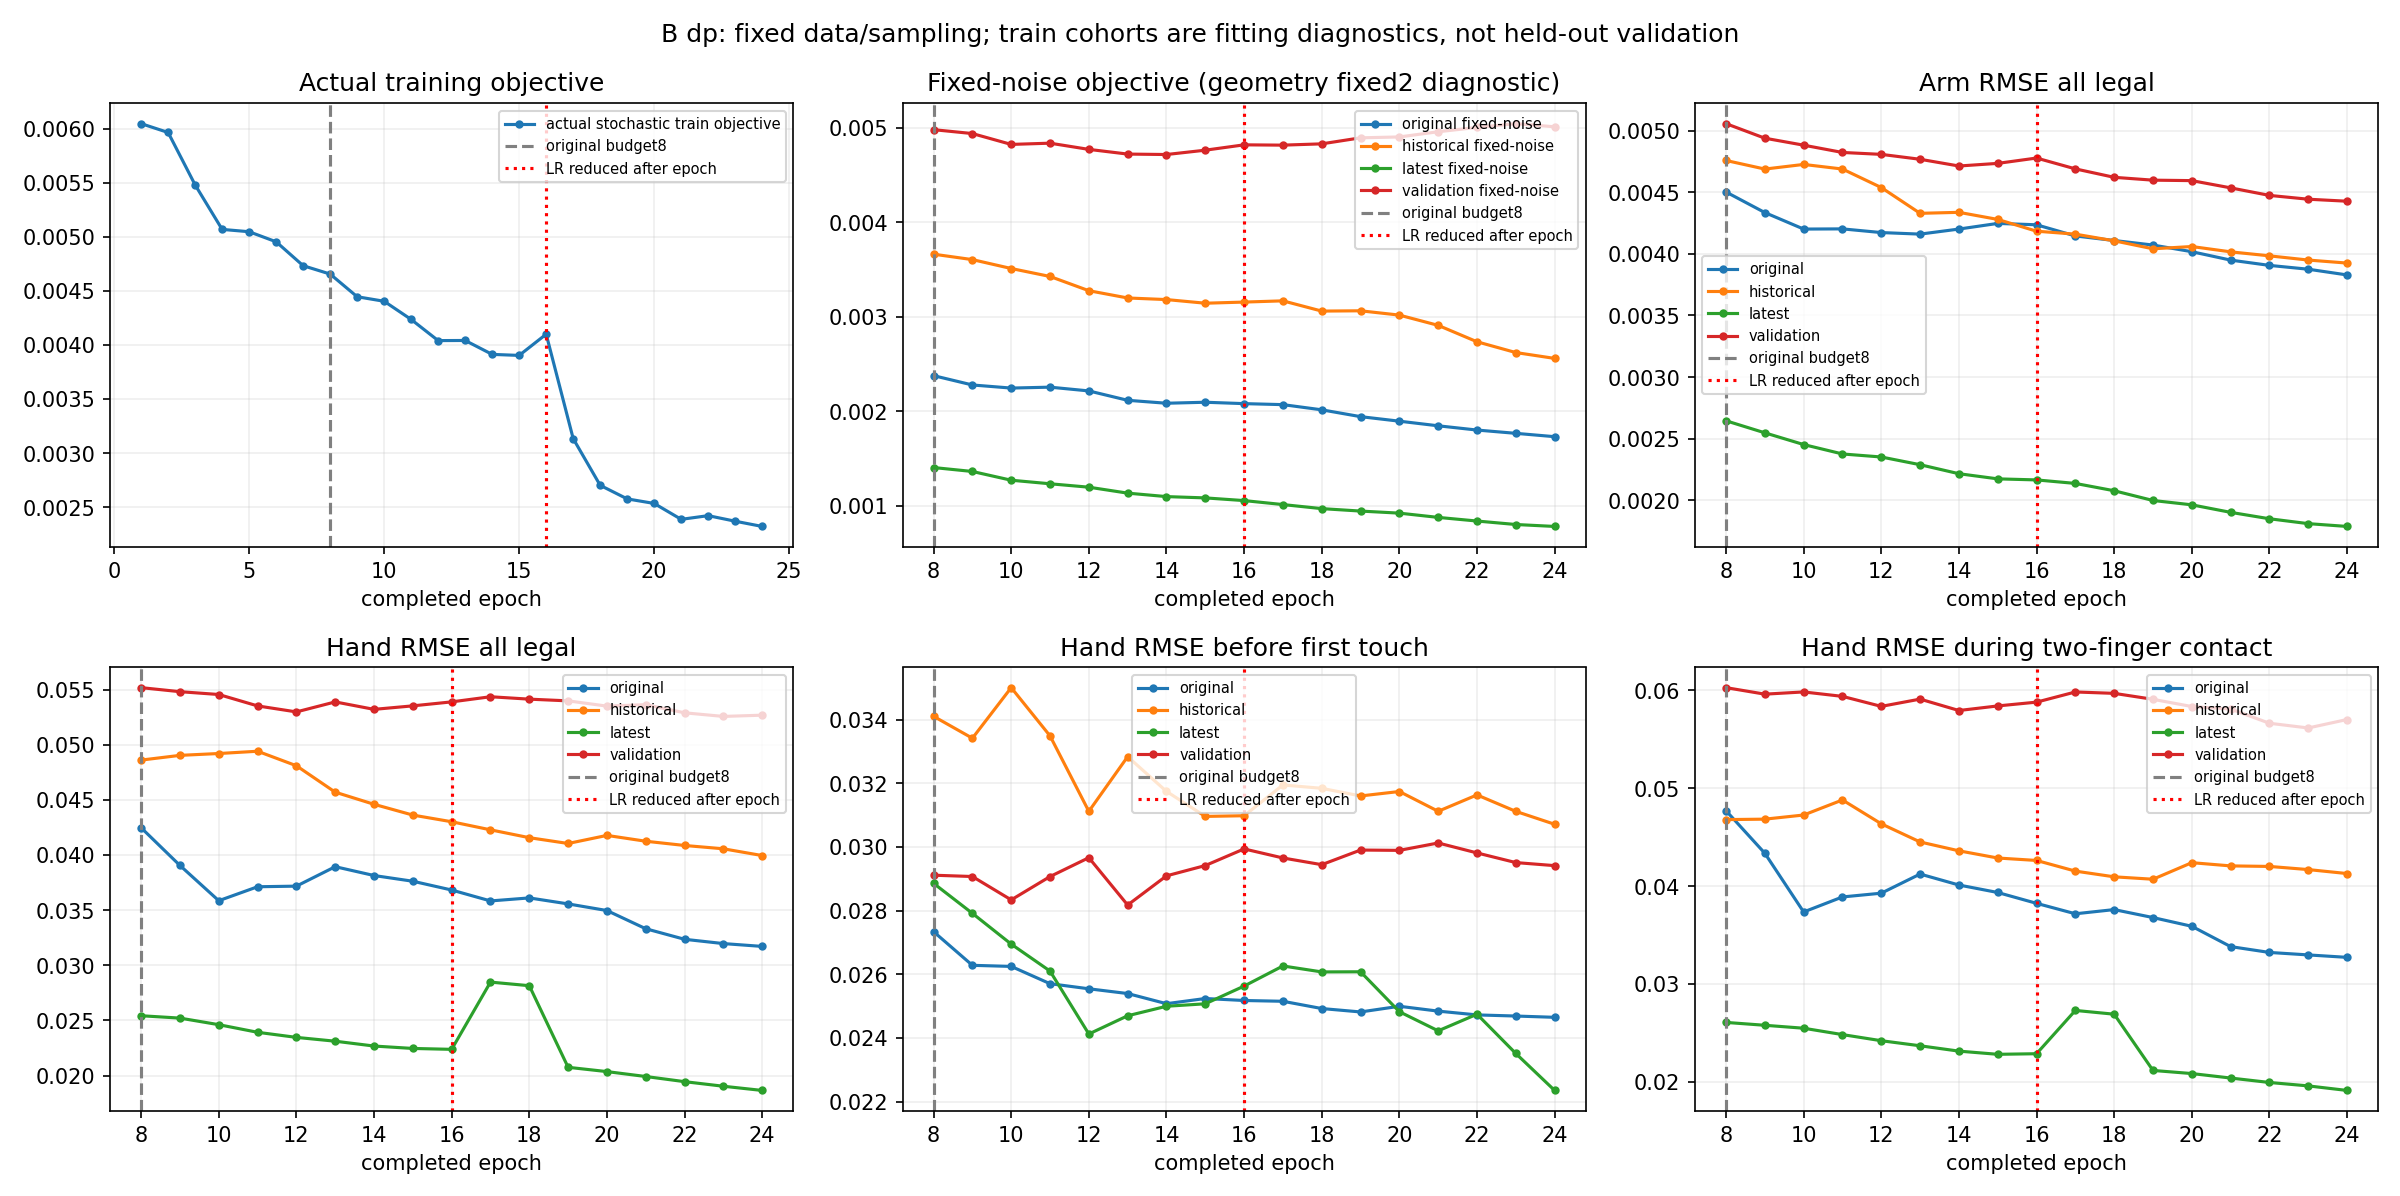 B dp: fixed data/sampling; train cohorts are fitting diagnostics, not held-out validation
Actual training objective
0.0060
0.0055
0.0050
0.0045
0.0040
0.0035
0.0030
0.0025
actual stochastic train objective
original budget8
LR reduced after epoch
0 5 10 15 20 25
completed epoch
Fixed-noise objective (geometry fixed2 diagnostic)
0.005
0.004
0.003
0.002
0.001
original fixed-noise
historical fixed-noise
latest fixed-noise
validation fixed-noise
original budget8
LR reduced after epoch
8 10 12 14 16 18 20 22 24
completed epoch
Arm RMSE all legal
0.0050
0.0045
0.0040
0.0035
0.0030
0.0025
0.0020
original
historical
latest
validation
original budget8
LR reduced after epoch
8 10 12 14 16 18 20 22 24
completed epoch
Hand RMSE all legal
0.055
0.050
0.045
0.040
0.035
0.030
0.025
0.020
original
historical
latest
validation
original budget8
LR reduced after epoch
8 10 12 14 16 18 20 22 24
completed epoch
Hand RMSE before first touch
0.034
0.032
0.030
0.028
0.026
0.024
0.022
original
historical
latest
validation
original budget8
LR reduced after epoch
8 10 12 14 16 18 20 22 24
completed epoch
Hand RMSE during two-finger contact
0.06
0.05
0.04
0.03
0.02
original
historical
latest
validation
original budget8
LR reduced after epoch
8 10 12 14 16 18 20 22 24
completed epoch